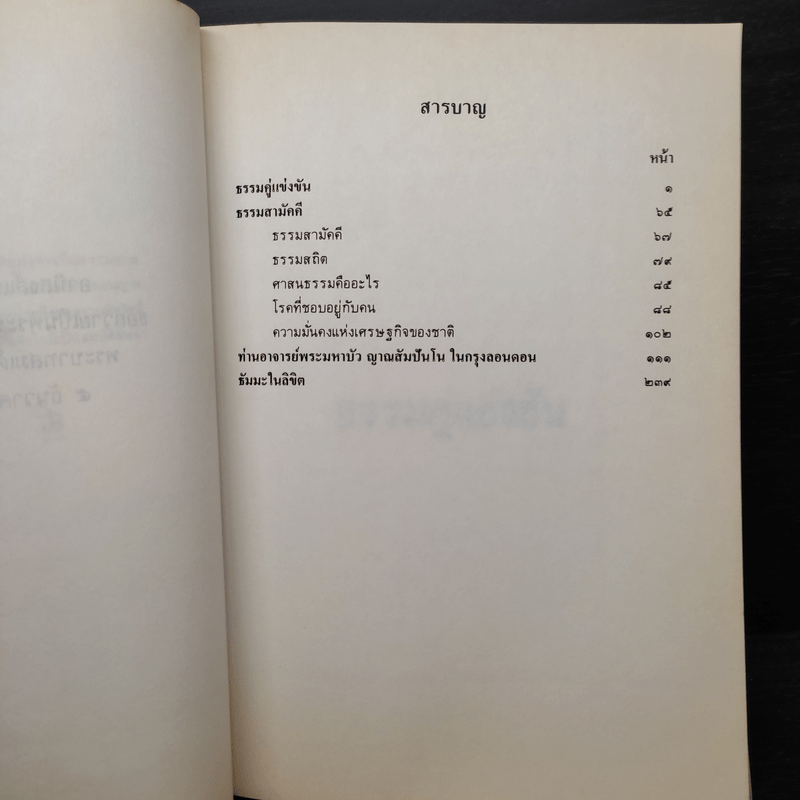 สารบาญ
หน้า
ธรรมคู่แข่งขัน ๑
ธรรมสามัคคี ๖๕
ธรรมสามัคคี ๖๗
ธรรมสถิต ๗๙
ศาสนธรรมคืออะไร ๘๕
โรคที่ชอบอยู่กับคน ๘๘
ความมั่นคงแห่งเศรษฐกิจของชาติ ๑๐๒
ท่านอาจารย์พระมหาบัว ญาณสัมปันโน ในกรุงลอนดอน ๑๑๑
ธัมมะในลิขิต ๒๓๙